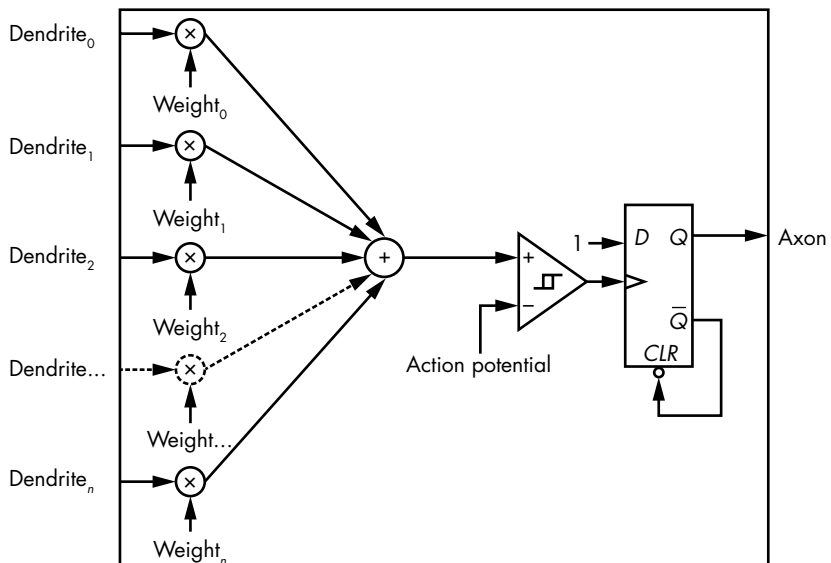 Dendrite₀
×
Weight₀
Dendrite₁
×
Weight₁
Dendrite₂
×
Weight₂
Dendrite...
×
Weight...
Dendriteₙ
×
Weightₙ
+
+
−
Action potential
1
D Q
Q̅
CLR
Axon